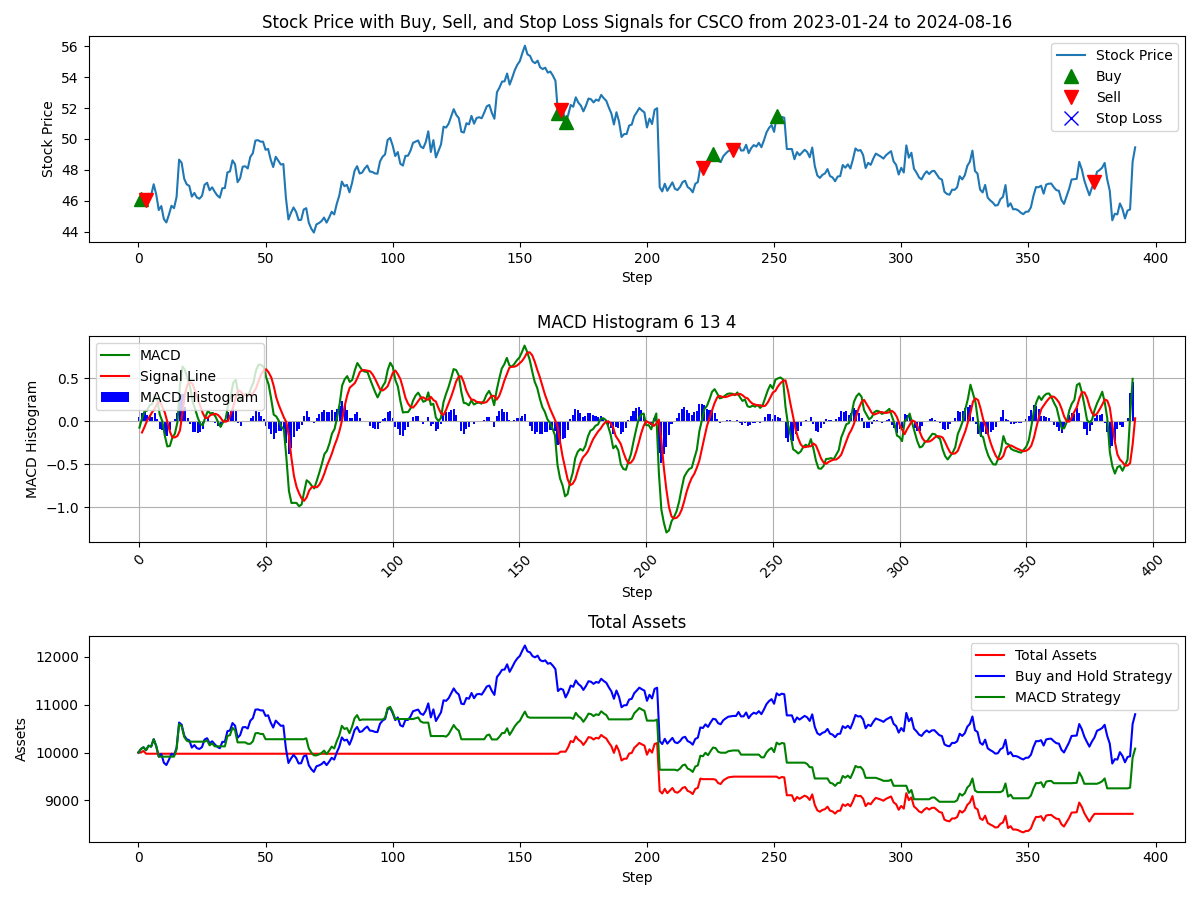 Stock Price with Buy, Sell, and Stop Loss Signals for CSCO from 2023-01-24 to 2024-08-16
Stock Price
56
54
52
50
48
46
44
Stock Price
Buy
Sell
Stop Loss
0 50 100 150 200 250 300 350 400
Step
MACD Histogram 6 13 4
MACD Histogram
0.5
0.0
−0.5
−1.0
MACD
Signal Line
MACD Histogram
0 50 100 150 200 250 300 350 400
Step
Total Assets
Assets
12000
11000
10000
9000
Total Assets
Buy and Hold Strategy
MACD Strategy
0 50 100 150 200 250 300 350 400
Step